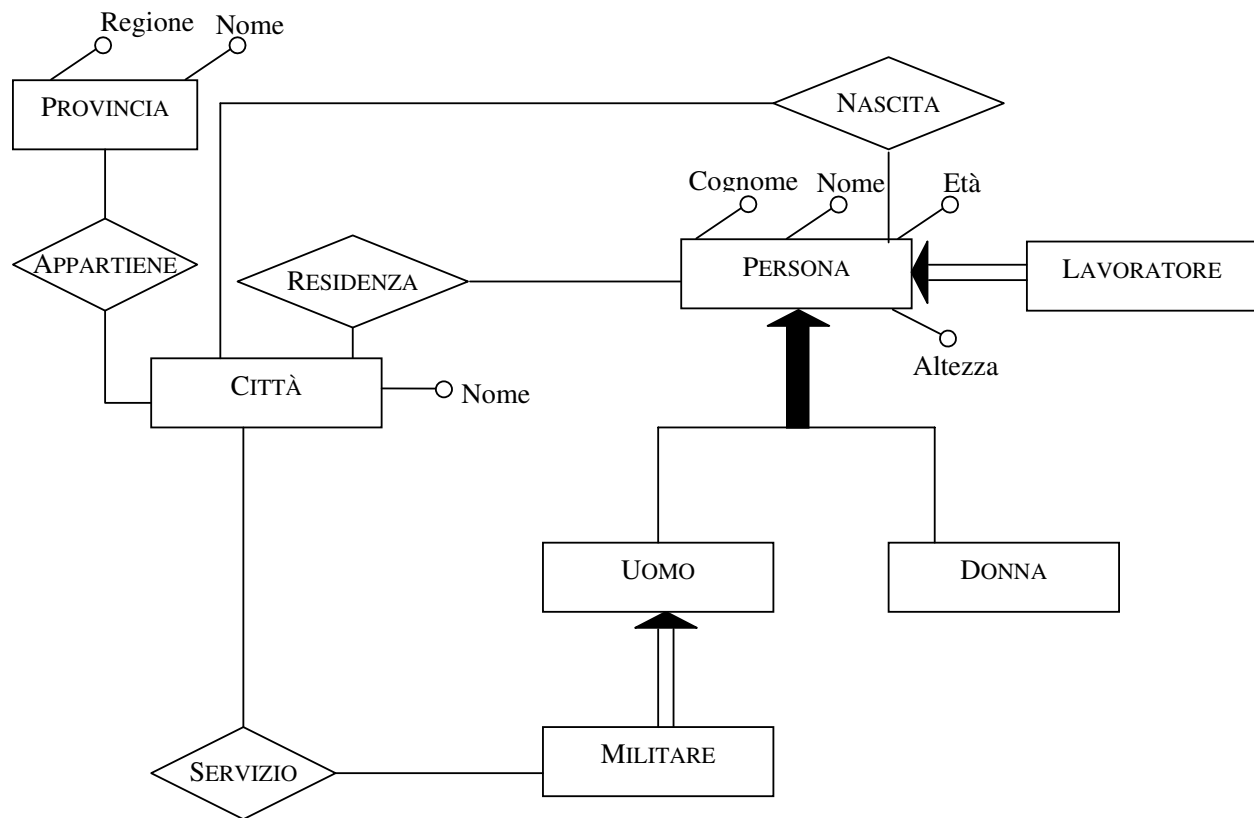 Regione
Nome
PROVINCIA
NASCITA
Cognome
Nome
Età
APPARTIENE
RESIDENZA
PERSONA
LAVORATORE
Altezza
CITTÀ
Nome
UOMO
DONNA
MILITARE
SERVIZIO